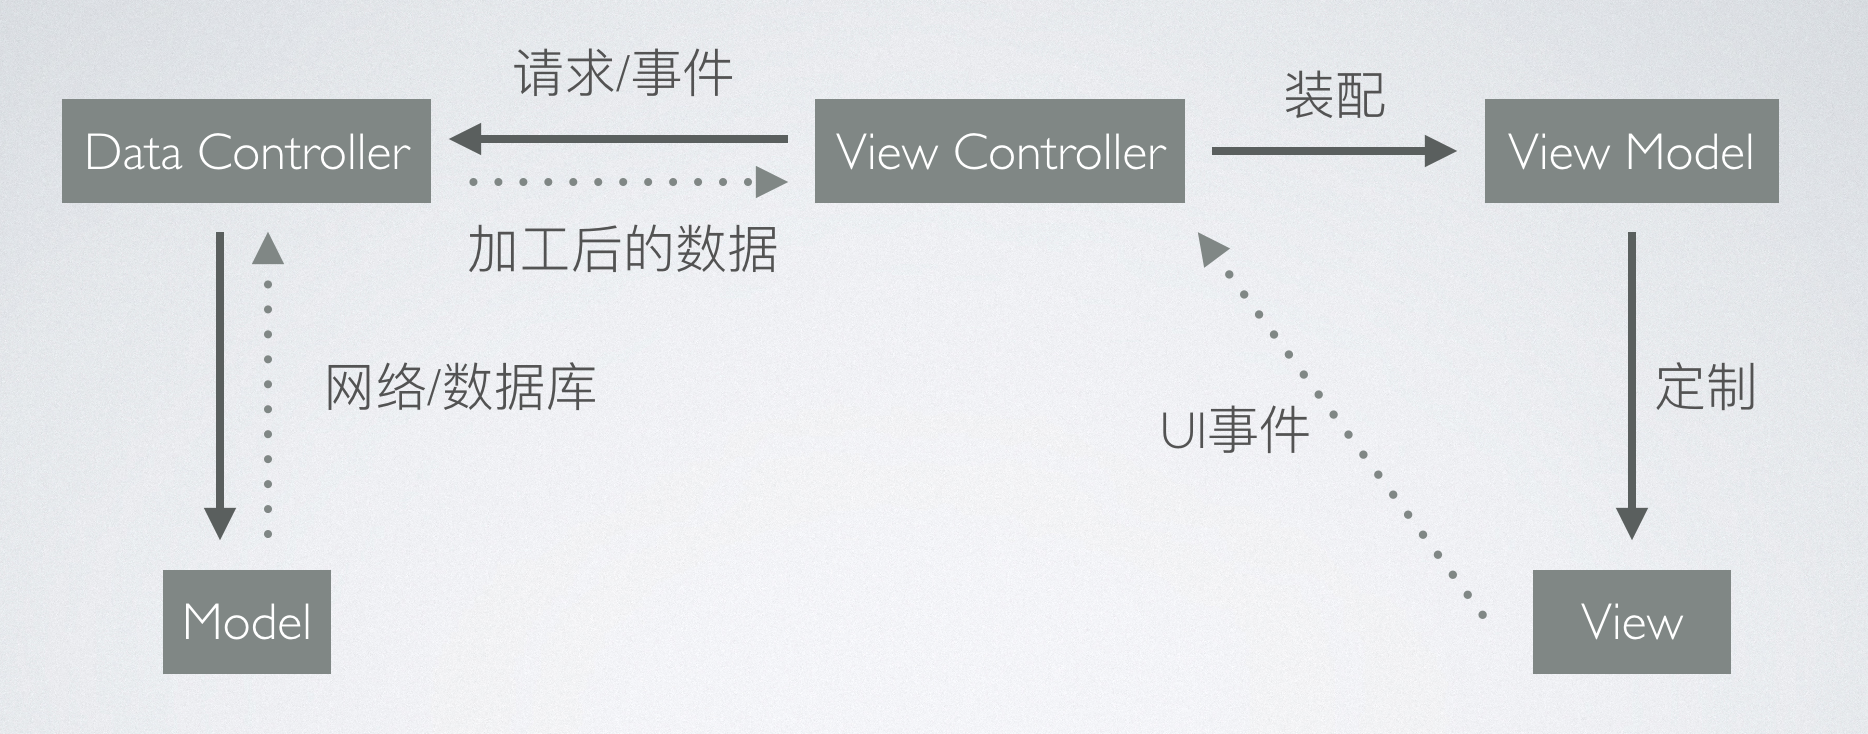 请求/事件
装配
Data Controller
View Controller
View Model
加工后的数据
网络/数据库
定制
UI事件
Model
View